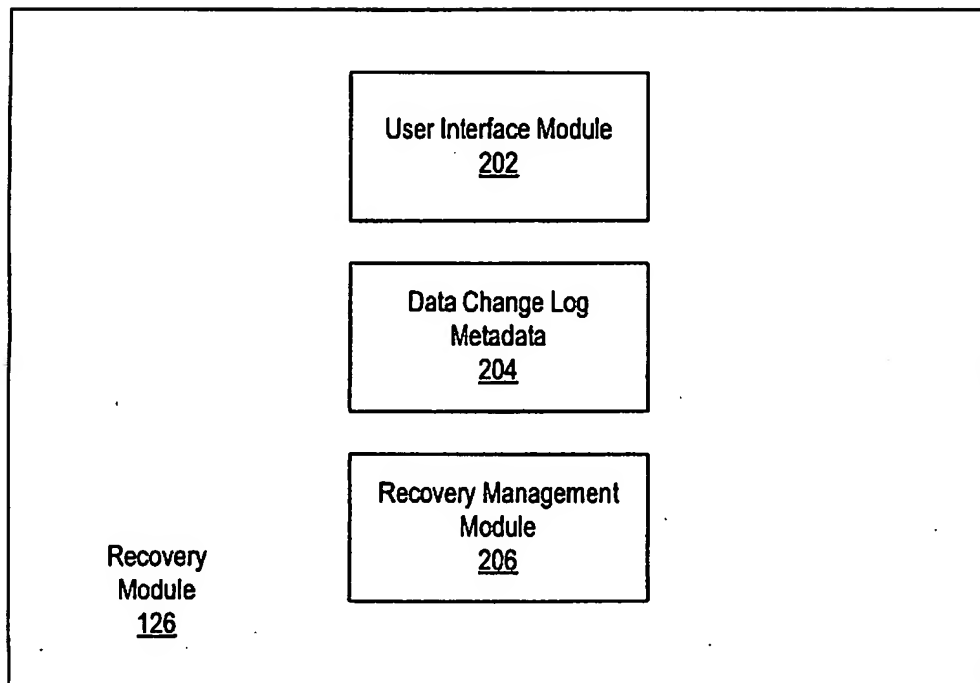 User Interface Module
202
Data Change Log
Metadata
204
Recovery Management
Module
206
Recovery
Module
126